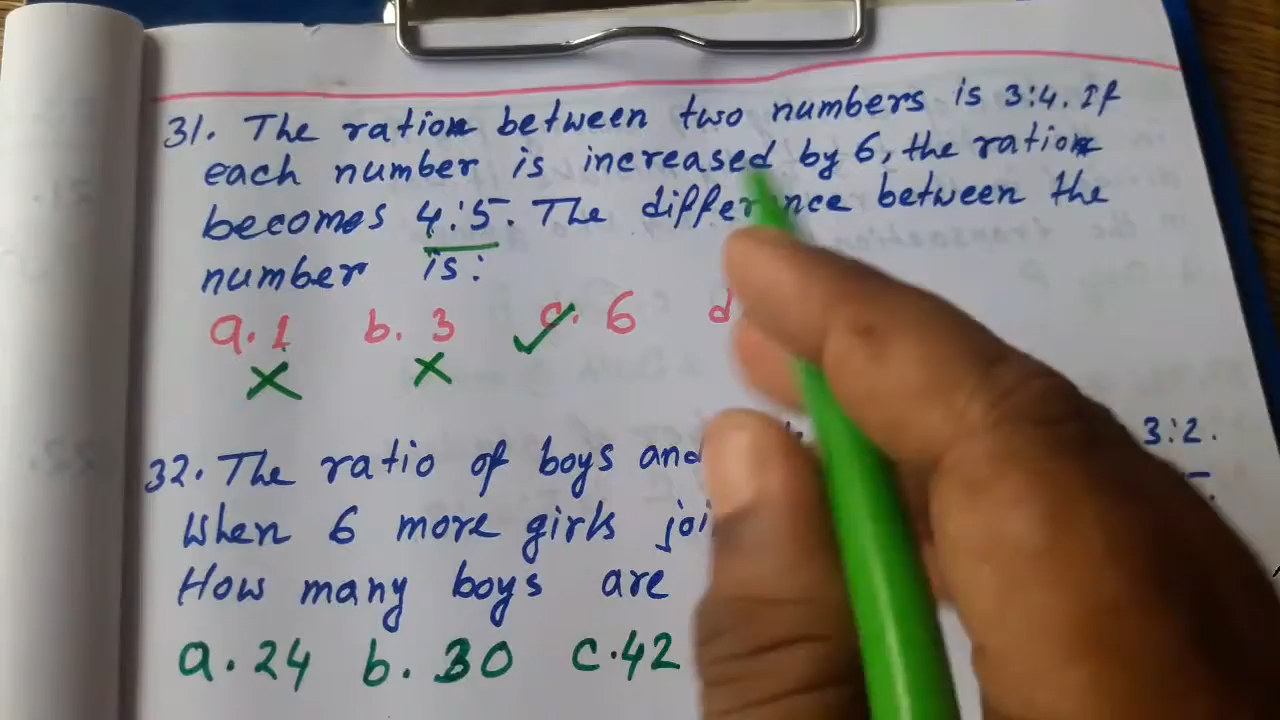 31. The ration between two numbers is 3:4. If
each number is increased by 6, the ration
becomes 4:5. The difference between the
number is:
a. 1 b. 3 c. 6 d
32. The ratio of boys and 3:2.
When 6 more girls joi
How many boys are
a. 24 b. 30 c. 42